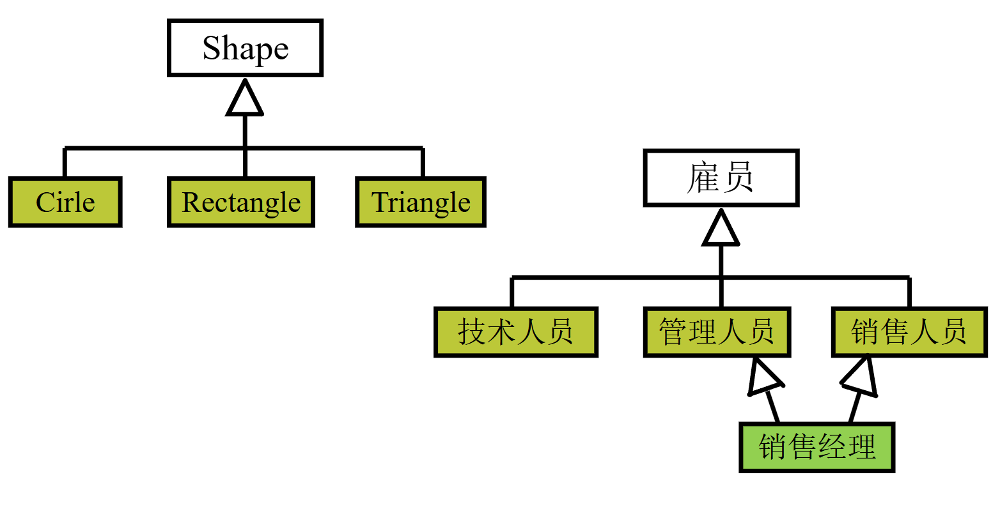 Shape
Cirle
Rectangle
Triangle
雇员
技术人员
管理人员
销售人员
销售经理